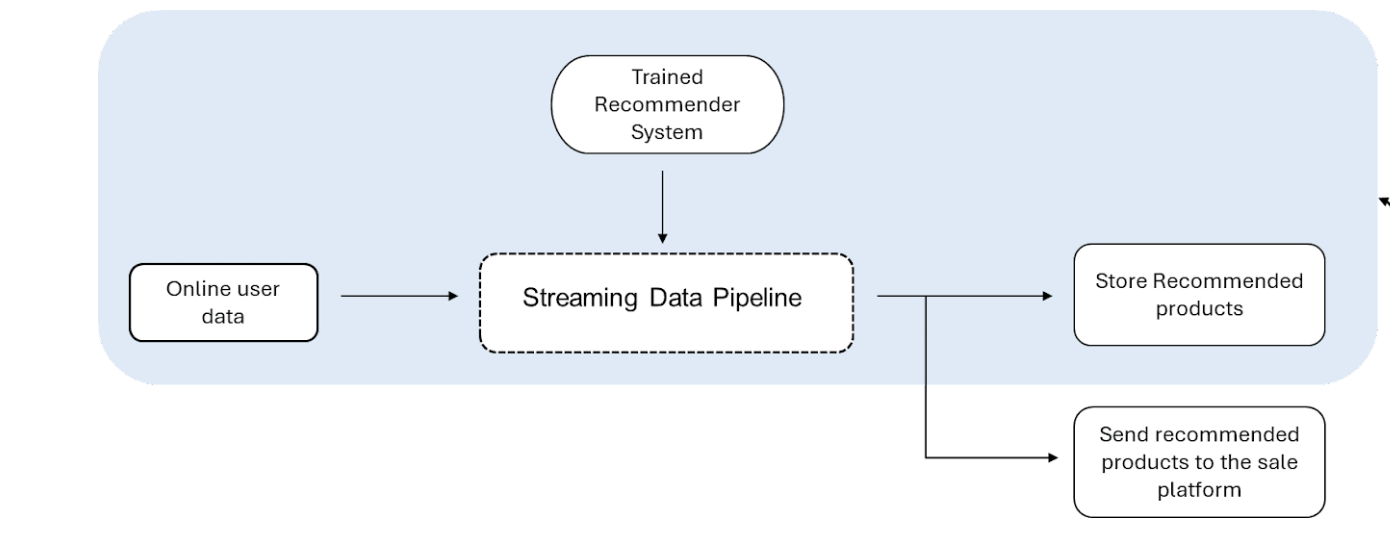 Trained
Recommender
System
Online user
data
Streaming Data Pipeline
Store Recommended
products
Send recommended
products to the sale
platform